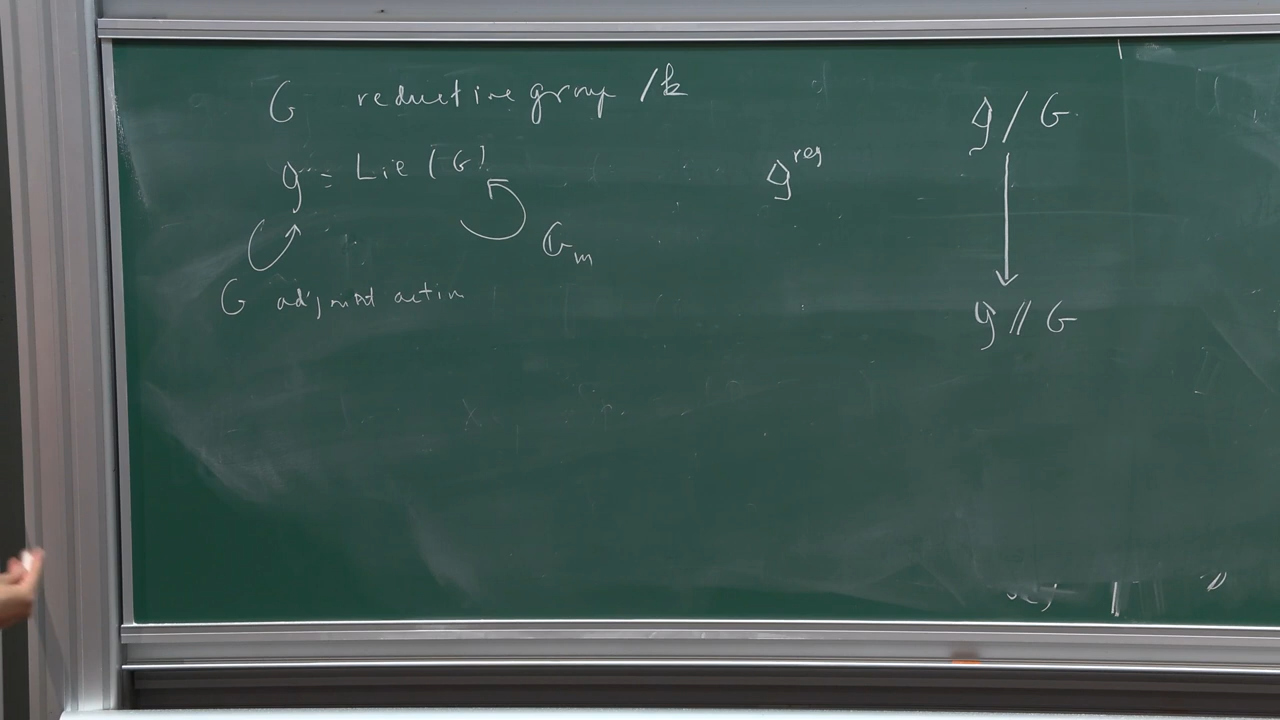 G reductive group /k
g = Lie (G)
G_m
G adjoint action
g^reg
g / G
g // G